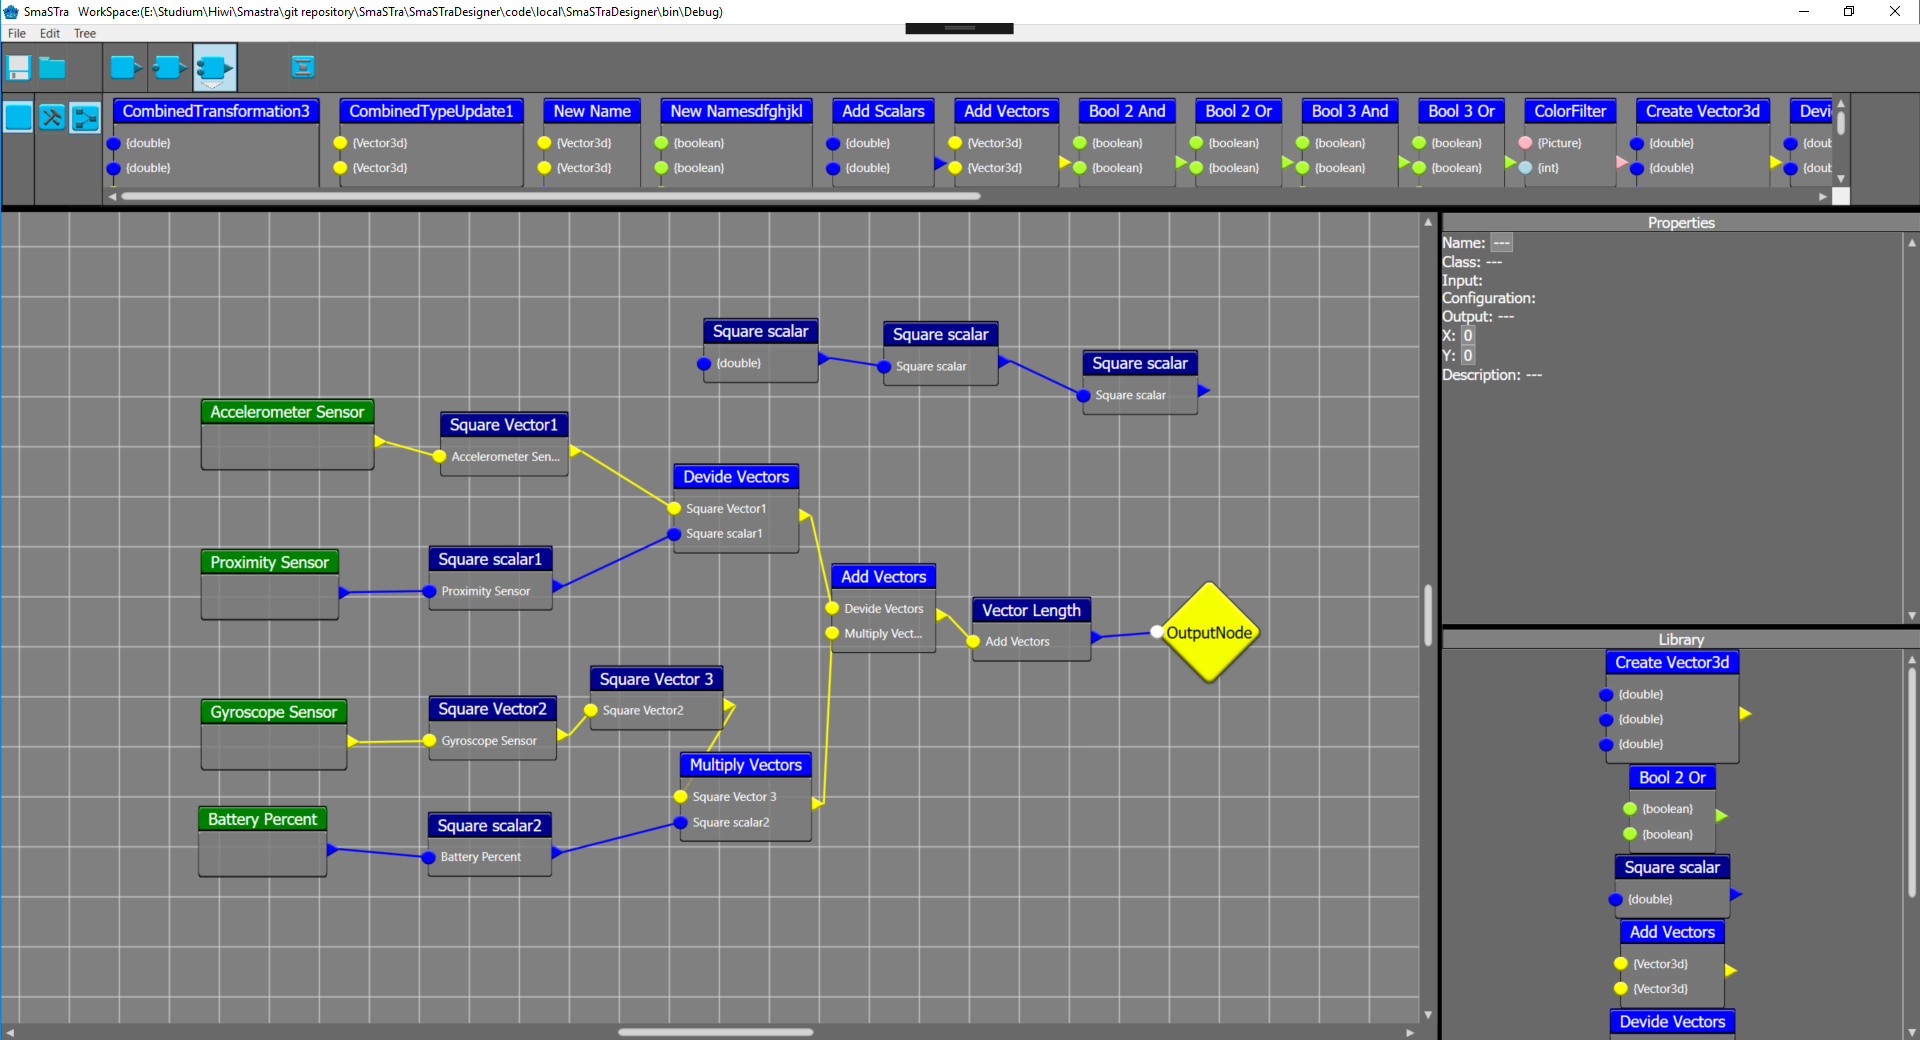 SmaSTra WorkSpace:(E:\Studium\Hiwi\Smastra\git repository\SmaSTra\SmaSTraDesigner\code\local\SmaSTraDesigner\bin\Debug)
File Edit Tree
CombinedTransformation3
{double}
{double}
CombinedTypeUpdate1
{Vector3d}
{Vector3d}
New Name
{Vector3d}
{Vector3d}
New Namesdfghjkl
{boolean}
{boolean}
Add Scalars
{double}
{double}
Add Vectors
{Vector3d}
{Vector3d}
Bool 2 And
{boolean}
{boolean}
Bool 2 Or
{boolean}
{boolean}
Bool 3 And
{boolean}
{boolean}
Bool 3 Or
{boolean}
{boolean}
ColorFilter
{Picture}
{int}
Create Vector3d
{double}
{double}
Devi
{doub
{doub
Square scalar
{double}
Square scalar
Square scalar
Square scalar
Square scalar
Accelerometer Sensor
Square Vector1
Accelerometer Sen...
Devide Vectors
Square Vector1
Square scalar1
Proximity Sensor
Square scalar1
Proximity Sensor
Add Vectors
Devide Vectors
Multiply Vect...
Vector Length
Add Vectors
OutputNode
Gyroscope Sensor
Square Vector2
Gyroscope Sensor
Square Vector 3
Square Vector2
Multiply Vectors
Square Vector 3
Square scalar2
Battery Percent
Square scalar2
Battery Percent
Properties
Name: ---
Class: ---
Input:
Configuration:
Output: ---
X: 0
Y: 0
Description: ---
Library
Create Vector3d
{double}
{double}
{double}
Bool 2 Or
{boolean}
{boolean}
Square scalar
{double}
Add Vectors
{Vector3d}
{Vector3d}
Devide Vectors